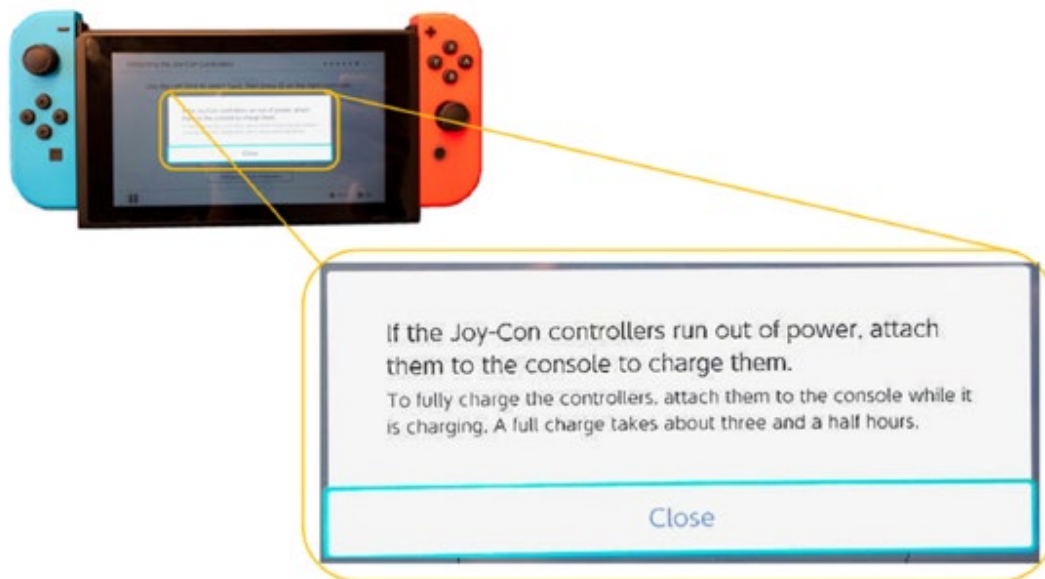 If the Joy-Con controllers run out of power, attach
them to the console to charge them.
To fully charge the controllers, attach them to the console while it
is charging. A full charge takes about three and a half hours.
Close